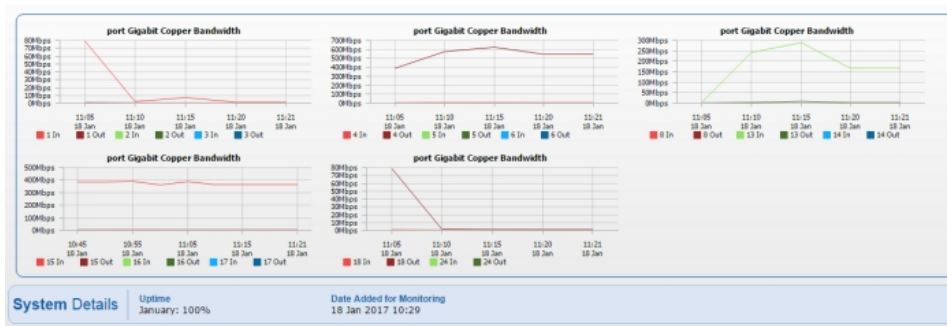 port Gigabit Copper Bandwidth
80Mbps
70Mbps
60Mbps
50Mbps
40Mbps
30Mbps
20Mbps
10Mbps
0Mbps
11:05 11:10 11:15 11:20 11:21
18 Jan 18 Jan 18 Jan 18 Jan 18 Jan
1 In 1 Out 2 In 2 Out 3 In 3 Out
port Gigabit Copper Bandwidth
700Mbps
600Mbps
500Mbps
400Mbps
300Mbps
200Mbps
100Mbps
0Mbps
11:05 11:10 11:15 11:20 11:21
18 Jan 18 Jan 18 Jan 18 Jan 18 Jan
4 In 4 Out 5 In 5 Out 6 In 6 Out
port Gigabit Copper Bandwidth
300Mbps
250Mbps
200Mbps
150Mbps
100Mbps
50Mbps
0Mbps
11:05 11:10 11:15 11:20 11:21
18 Jan 18 Jan 18 Jan 18 Jan 18 Jan
8 In 8 Out 13 In 13 Out 14 In 14 Out
port Gigabit Copper Bandwidth
500Mbps
400Mbps
300Mbps
200Mbps
100Mbps
0Mbps
10:45 10:55 11:05 11:15 11:21
18 Jan 18 Jan 18 Jan 18 Jan 18 Jan
15 In 15 Out 16 In 16 Out 17 In 17 Out
port Gigabit Copper Bandwidth
80Mbps
70Mbps
60Mbps
50Mbps
40Mbps
30Mbps
20Mbps
10Mbps
0Mbps
11:05 11:10 11:15 11:20 11:21
18 Jan 18 Jan 18 Jan 18 Jan 18 Jan
18 In 18 Out 24 In 24 Out
System Details
Uptime
January: 100%
Date Added for Monitoring
18 Jan 2017 10:29